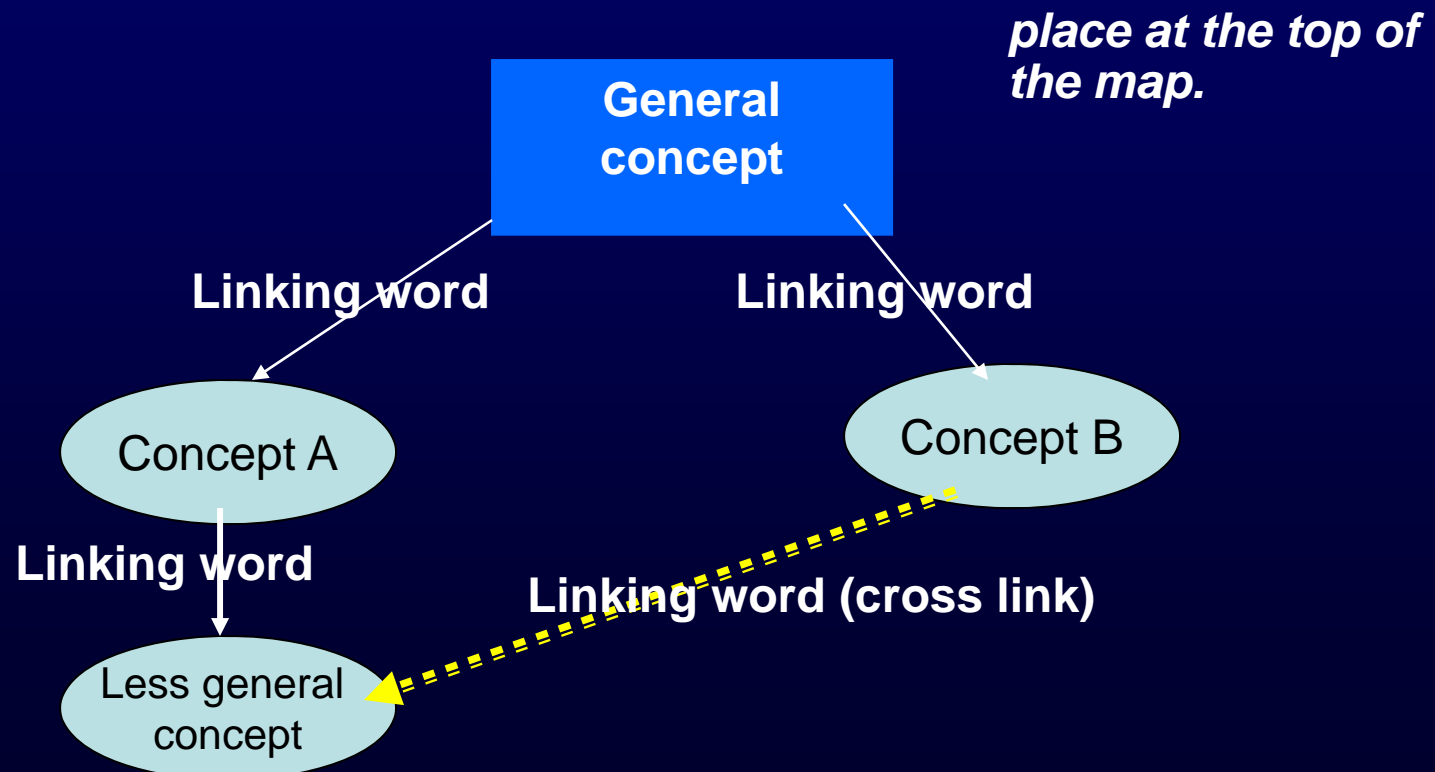 place at the top of
the map.
General
concept
Linking word
Linking word
Concept A
Concept B
Linking word
Linking word (cross link)
Less general
concept